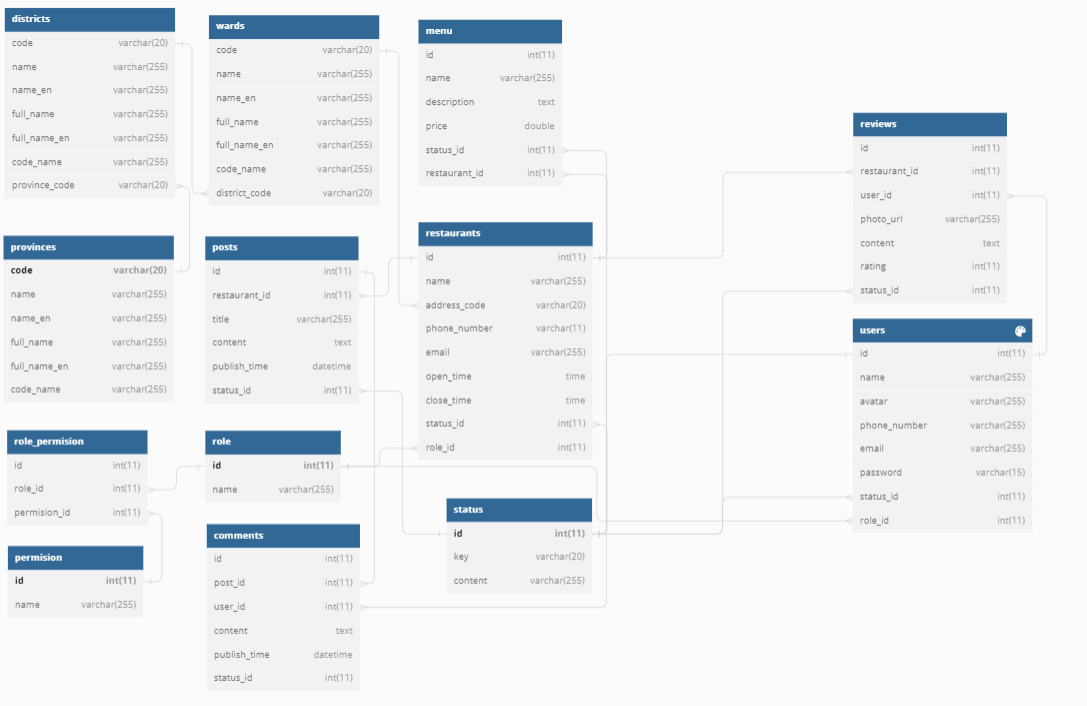 districts
code varchar(20)
name varchar(255)
name_en varchar(255)
full_name varchar(255)
full_name_en varchar(255)
code_name varchar(255)
province_code varchar(20)
wards
code varchar(20)
name varchar(255)
name_en varchar(255)
full_name varchar(255)
full_name_en varchar(255)
code_name varchar(255)
district_code varchar(20)
menu
id int(11)
name varchar(255)
description text
price double
status_id int(11)
restaurant_id int(11)
reviews
id int(11)
restaurant_id int(11)
user_id int(11)
photo_url varchar(255)
content text
rating int(11)
status_id int(11)
provinces
code varchar(20)
name varchar(255)
name_en varchar(255)
full_name varchar(255)
full_name_en varchar(255)
code_name varchar(255)
posts
id int(11)
restaurant_id int(11)
title varchar(255)
content text
publish_time datetime
status_id int(11)
restaurants
id int(11)
name varchar(255)
address_code varchar(20)
phone_number varchar(11)
email varchar(255)
open_time time
close_time time
status_id int(11)
role_id int(11)
users
id int(11)
name varchar(255)
avatar varchar(255)
phone_number varchar(255)
email varchar(255)
password varchar(15)
status_id int(11)
role_id int(11)
role_permision
id int(11)
role_id int(11)
permision_id int(11)
role
id int(11)
name varchar(255)
status
id int(11)
key varchar(20)
content varchar(255)
permision
id int(11)
name varchar(255)
comments
id int(11)
post_id int(11)
user_id int(11)
content text
publish_time datetime
status_id int(11)